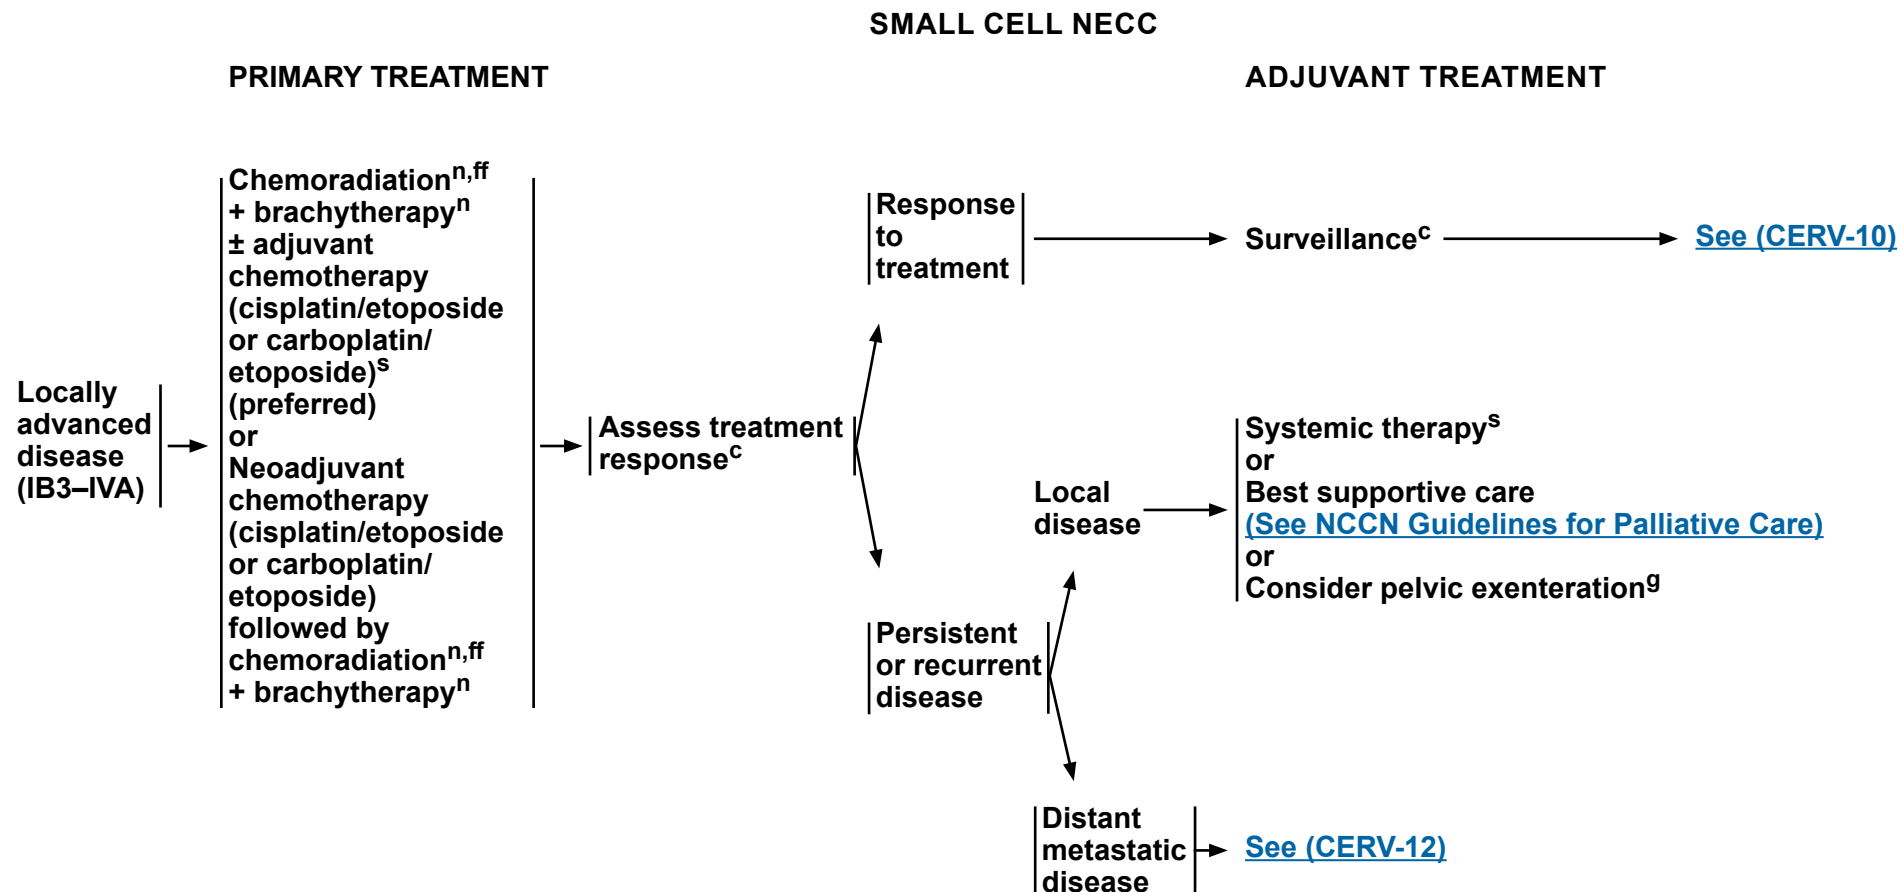 SMALL CELL NECC
PRIMARY TREATMENT
ADJUVANT TREATMENT
Locally
advanced
disease
(IB3–IVA)
Chemoradiationn,ff
+ brachytherapyn
± adjuvant
chemotherapy
(cisplatin/etoposide
or carboplatin/
etoposide)s
(preferred)
or
Neoadjuvant
chemotherapy
(cisplatin/etoposide
or carboplatin/
etoposide)
followed by
chemoradiationn,ff
+ brachytherapyn
Assess treatment
responsec
Response
to
treatment
Surveillancec
See (CERV-10)
Persistent
or recurrent
disease
Local
disease
Systemic therapys
or
Best supportive care
(See NCCN Guidelines for Palliative Care)
or
Consider pelvic exenterationg
Distant
metastatic
disease
See (CERV-12)